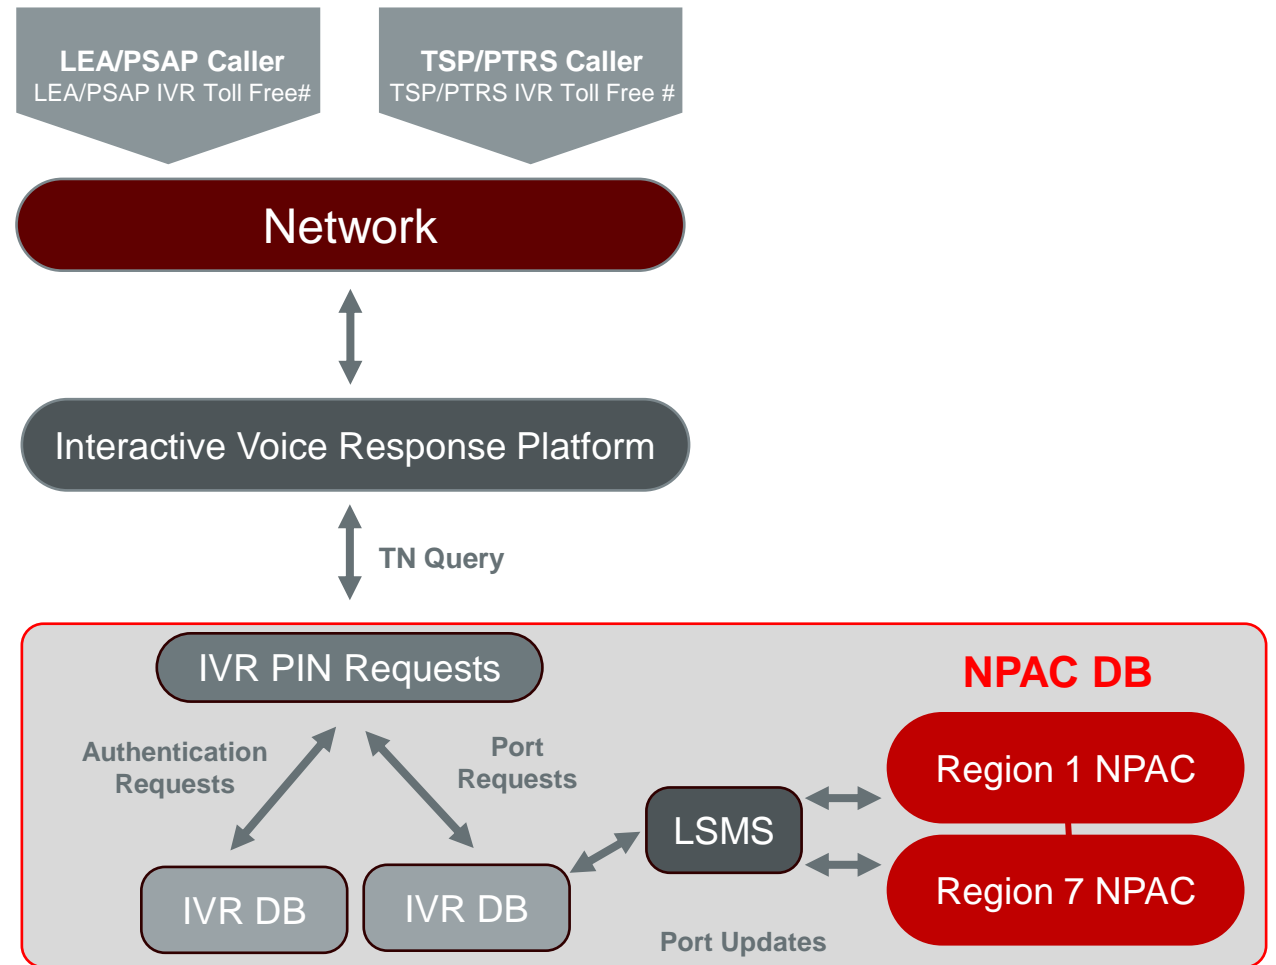 LEA/PSAP Caller
LEA/PSAP IVR Toll Free#
TSP/PTRS Caller
TSP/PTRS IVR Toll Free #
Network
Interactive Voice Response Platform
TN Query
IVR PIN Requests
NPAC DB
Authentication
Requests
Port
Requests
Region 1 NPAC
LSMS
Region 7 NPAC
IVR DB
IVR DB
Port Updates